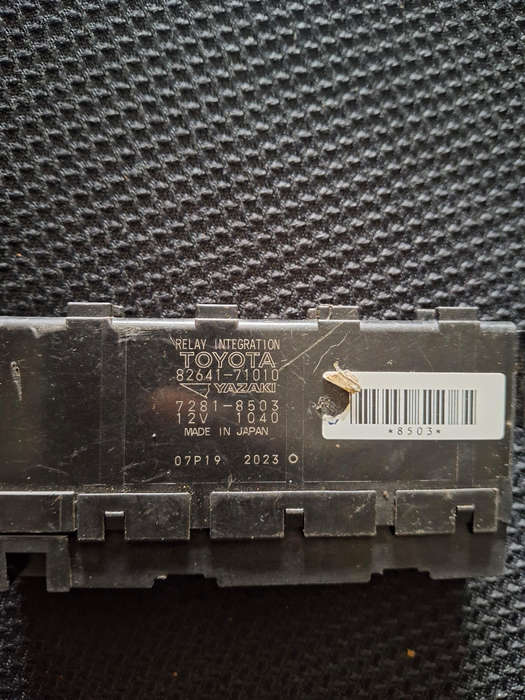 RELAY INTEGRATION
TOYOTA
82641-71010
YAZAKI
7281-8503
12V 1040
MADE IN JAPAN
07P19 2023
*8503*